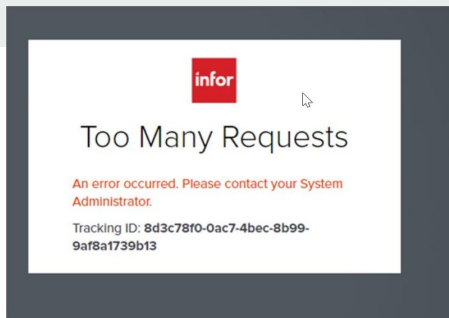 infor
Too Many Requests
An error occurred. Please contact your System
Administrator.
Tracking ID: 8d3c78f0-0ac7-4bec-8b99-
9af8a1739b13